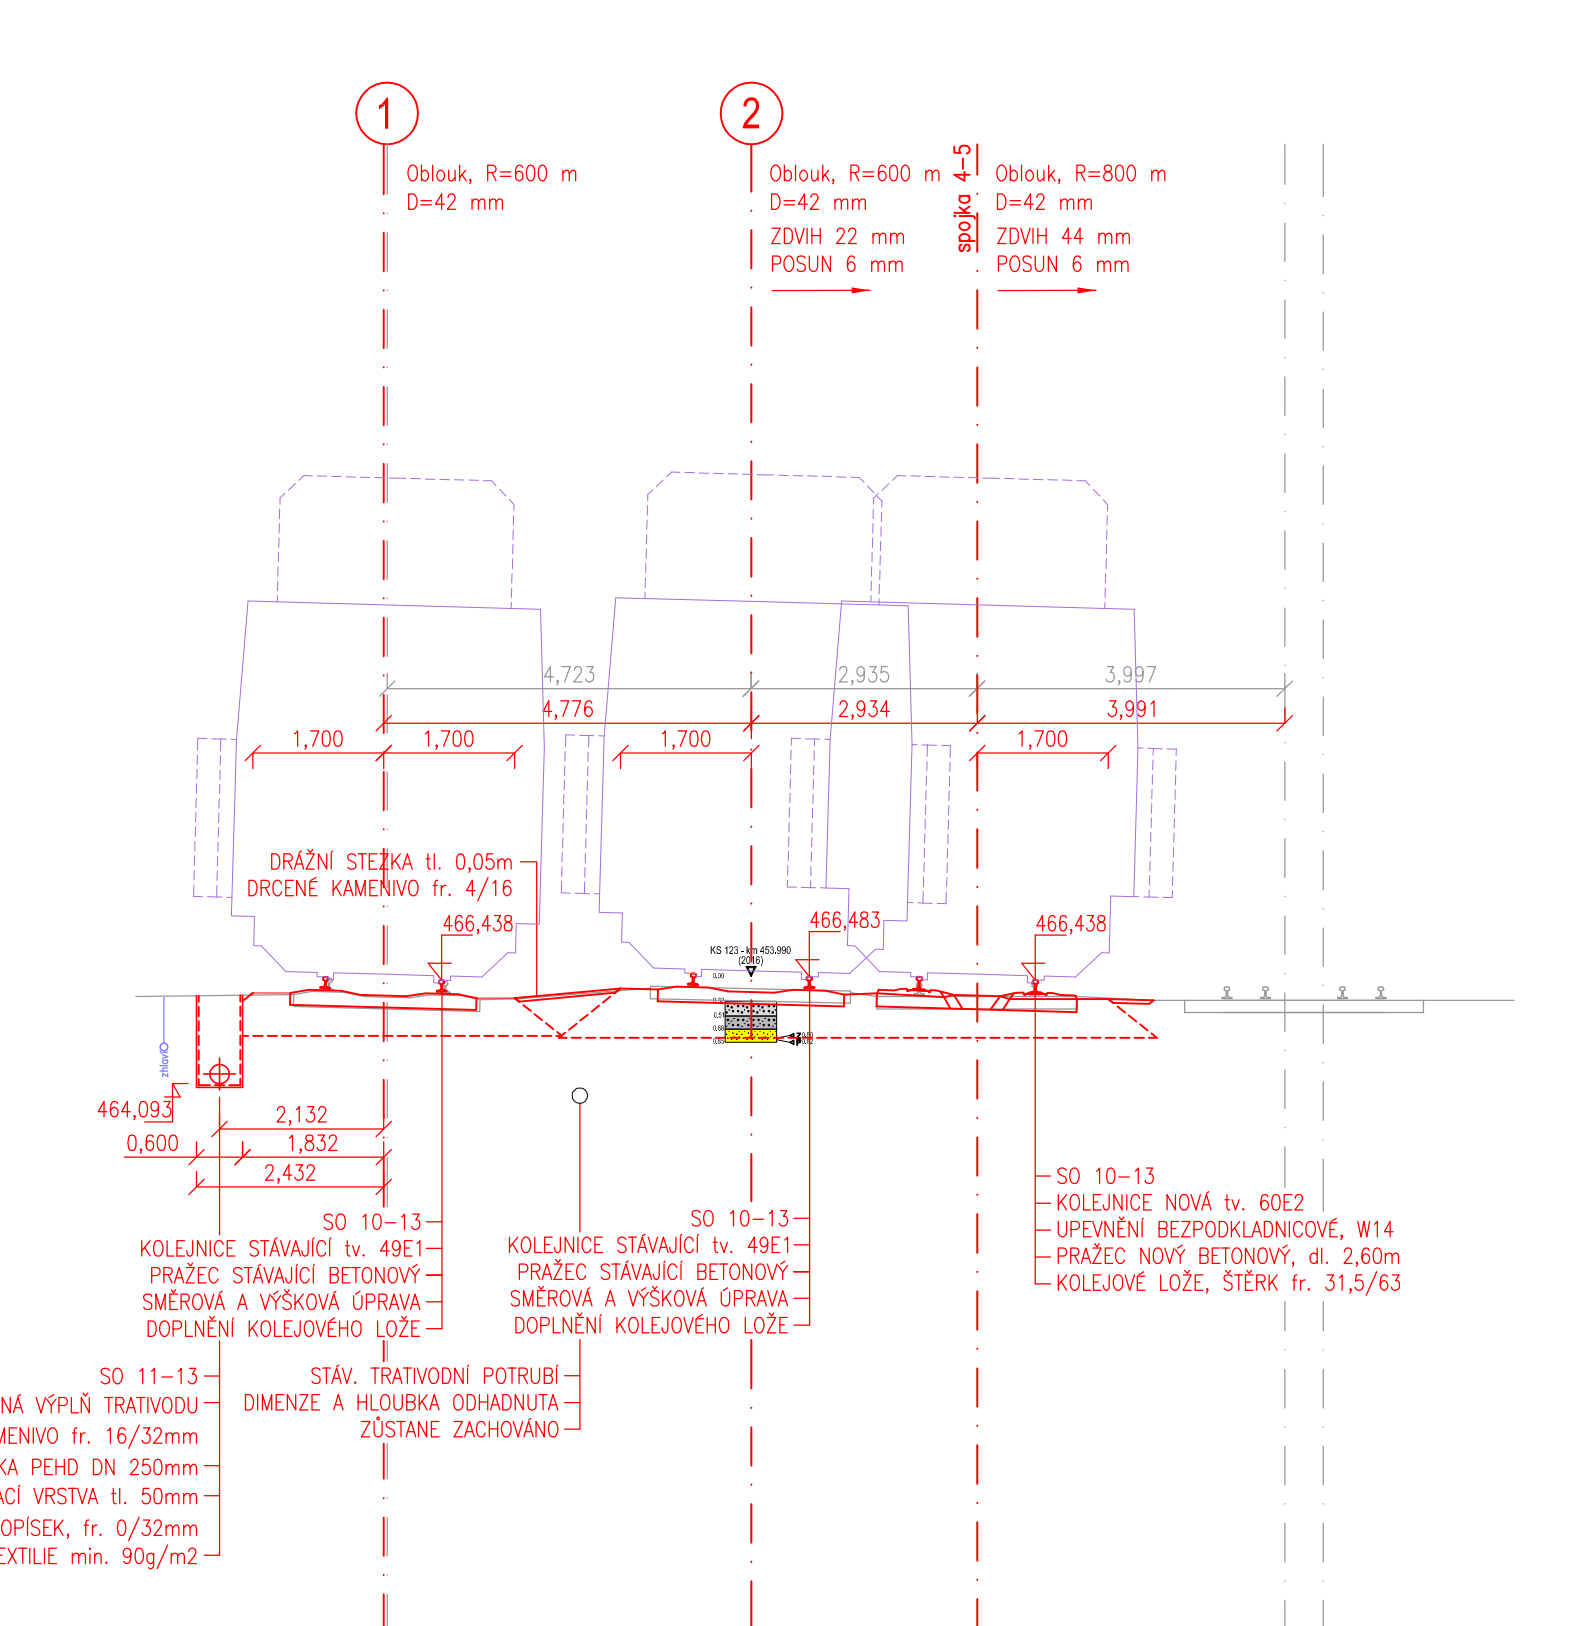 1
2
Oblouk, R=600 m
D=42 mm
Oblouk, R=600 m
D=42 mm
ZDVIH 22 mm
POSUN 6 mm
spojka 4-5
Oblouk, R=800 m
D=42 mm
ZDVIH 44 mm
POSUN 6 mm
4,723
2,935
3,997
4,776
2,934
3,991
1,700
1,700
1,700
1,700
DRÁŽNÍ STEZKA tl. 0,05m
DRCENÉ KAMENIVO fr. 4/16
466,438
466,483
466,438
KS 123 - km 453.990
(2016)
0.00
zhlaví
464,093
2,132
0,600
1,832
2,432
SO 10-13
KOLEJNICE STÁVAJÍCÍ tv. 49E1
PRAŽEC STÁVAJÍCÍ BETONOVÝ
SMĚROVÁ A VÝŠKOVÁ ÚPRAVA
DOPLNĚNÍ KOLEJOVÉHO LOŽE
SO 10-13
KOLEJNICE STÁVAJÍCÍ tv. 49E1
PRAŽEC STÁVAJÍCÍ BETONOVÝ
SMĚROVÁ A VÝŠKOVÁ ÚPRAVA
DOPLNĚNÍ KOLEJOVÉHO LOŽE
SO 10-13
KOLEJNICE NOVÁ tv. 60E2
UPEVNĚNÍ BEZPODKLADNICOVÉ, W14
PRAŽEC NOVÝ BETONOVÝ, dl. 2,60m
KOLEJOVÉ LOŽE, ŠTĚRK fr. 31,5/63
SO 11-13
NÁ VÝPLŇ TRATIVODU
MENIVO fr. 16/32mm
KA PEHD DN 250mm
ACÍ VRSTVA tl. 50mm
OPÍSEK, fr. 0/32mm
EXTILIE min. 90g/m2
STÁV. TRATIVODNÍ POTRUBÍ
DIMENZE A HLOUBKA ODHADNUTA
ZŮSTANE ZACHOVÁNO